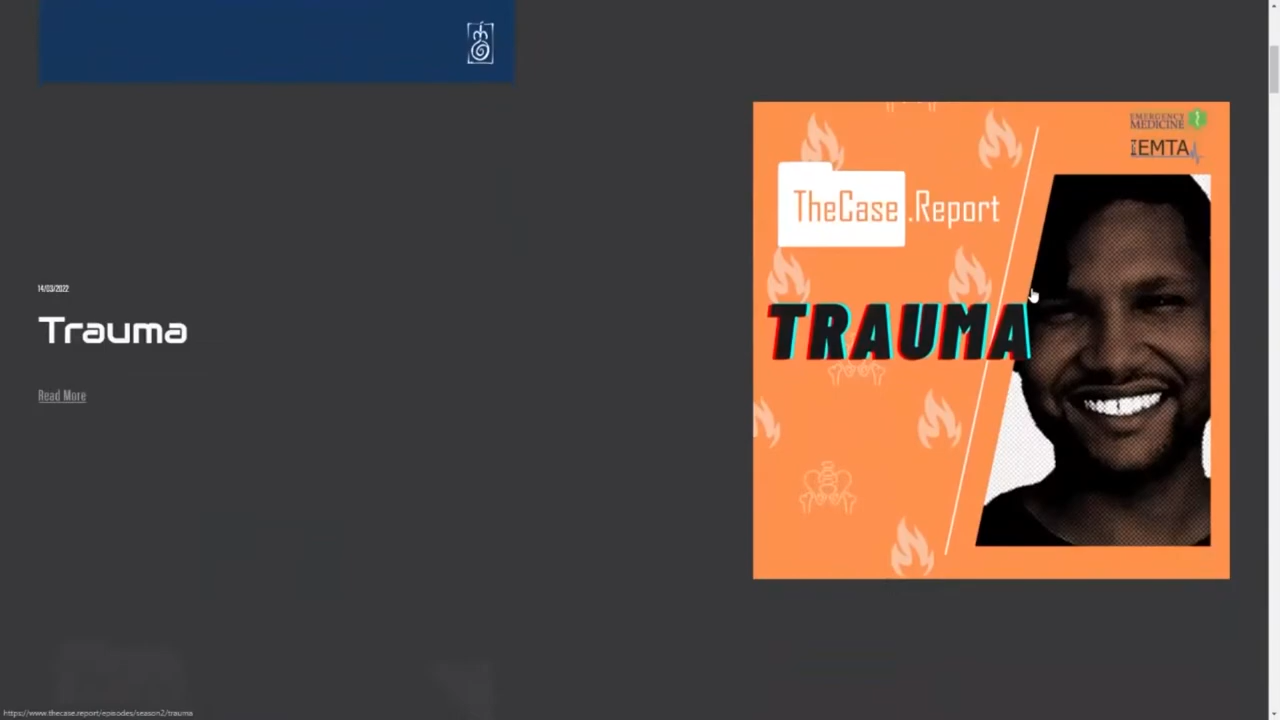 EMERGENCY
MEDICINE
EMTA
TheCase.Report
TRAUMA
14/03/2022
Trauma
Read More
https://www.thecase.report/episodes/season2/trauma